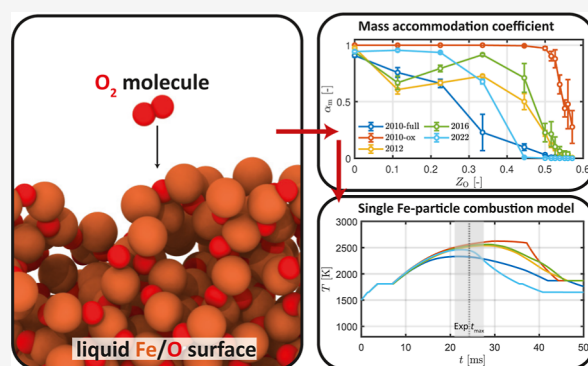 O2 molecule
liquid Fe/O surface
Mass accommodation coefficient
1
0.5
0
αm [-]
2010-full
2010-ox
2012
2016
2022
0 0.1 0.2 0.3 0.4 0.5 0.6
ZO [-]
Single Fe-particle combustion model
3000
2500
2000
1500
1000
T [K]
Exp tmax
0 10 20 30 40 50
t [ms]